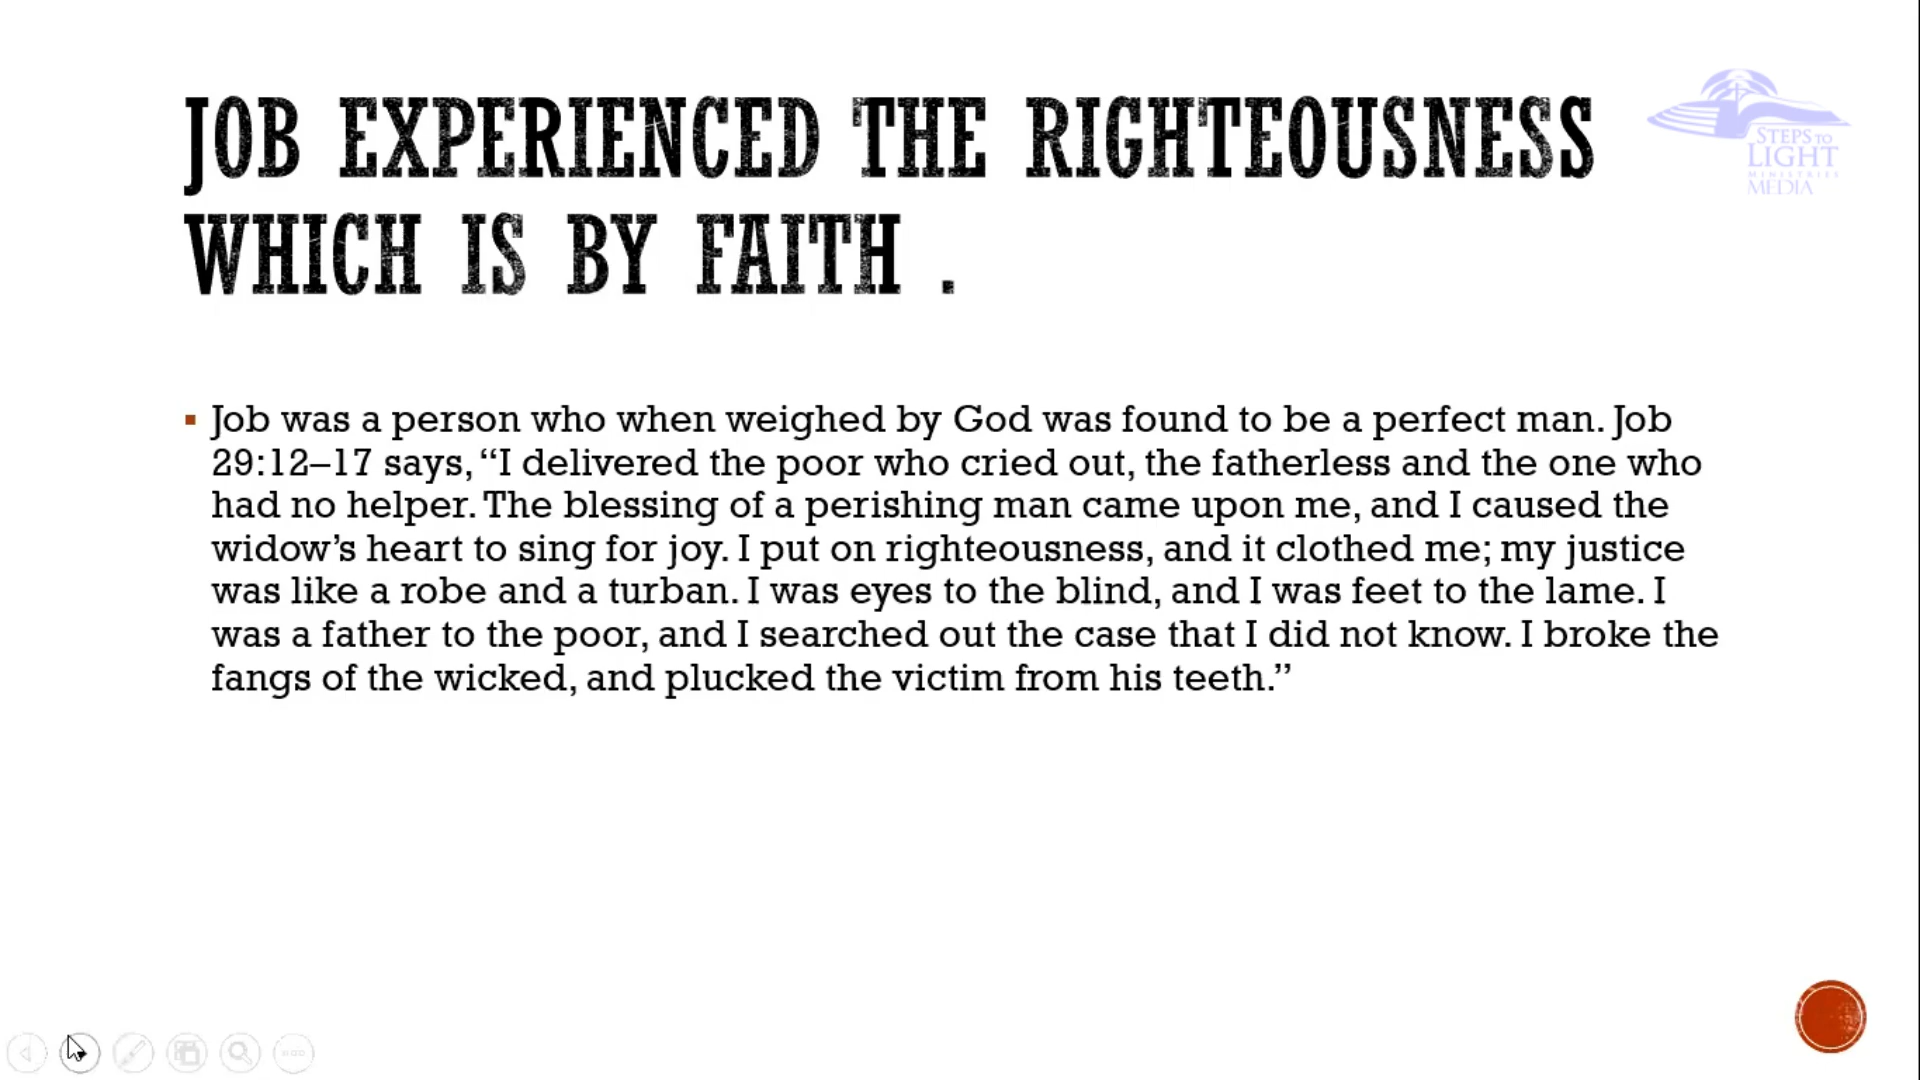 JOB EXPERIENCED THE RIGHTEOUSNESS
WHICH IS BY FAITH .
STEPS TO
LIGHT
MINISTRIES
MEDIA
Job was a person who when weighed by God was found to be a perfect man. Job
29:12–17 says, “I delivered the poor who cried out, the fatherless and the one who
had no helper. The blessing of a perishing man came upon me, and I caused the
widow’s heart to sing for joy. I put on righteousness, and it clothed me; my justice
was like a robe and a turban. I was eyes to the blind, and I was feet to the lame. I
was a father to the poor, and I searched out the case that I did not know. I broke the
fangs of the wicked, and plucked the victim from his teeth.”